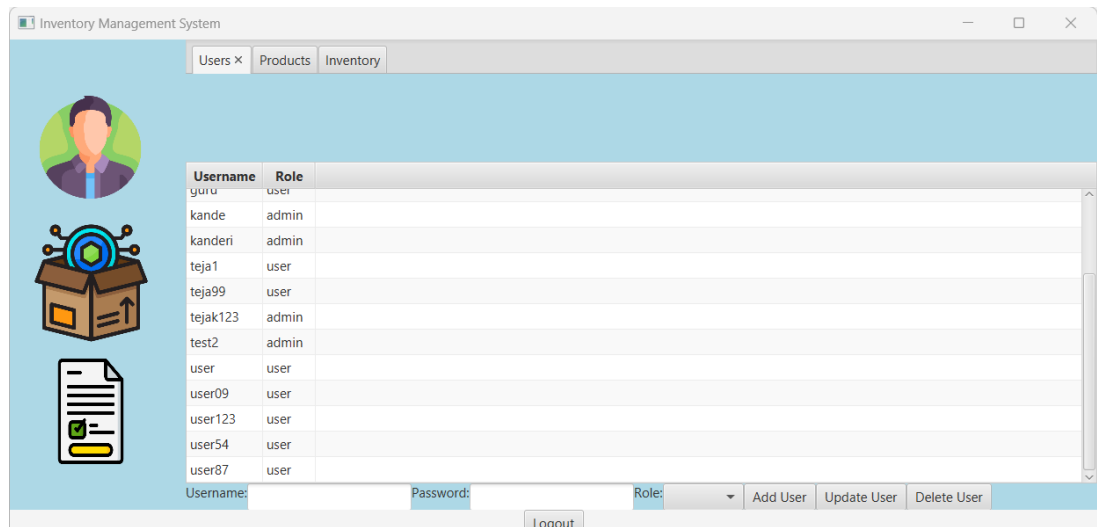 Inventory Management System
Users × Products Inventory
Username Role
guru user
kande admin
kanderi admin
teja1 user
teja99 user
tejak123 admin
test2 admin
user user
user09 user
user123 user
user54 user
user87 user
Username: Password: Role: Add User Update User Delete User
Logout